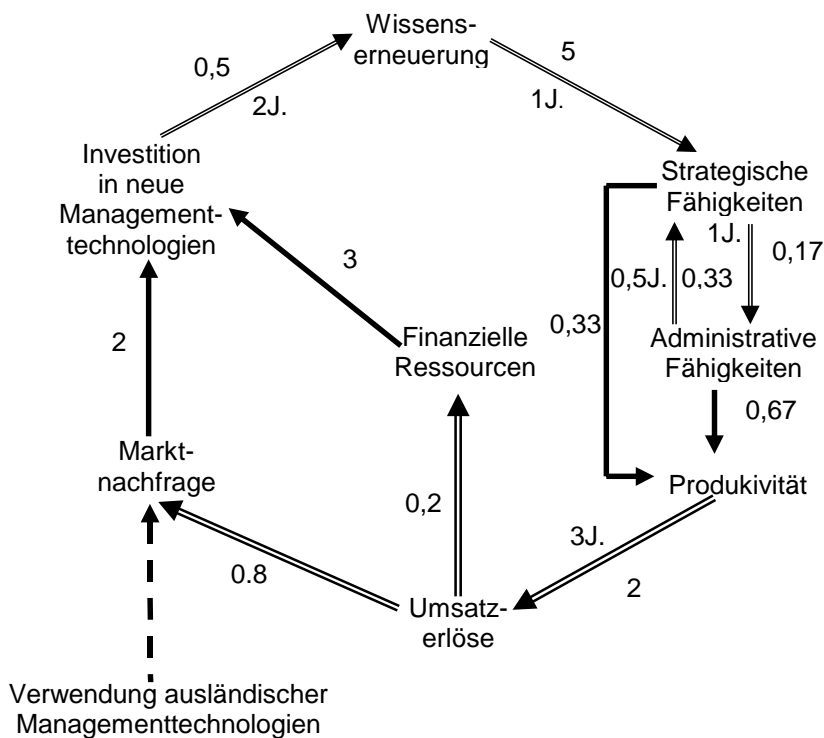 Wissens-
erneuerung
0,5
2J.
5
1J.
Investition
in neue
Management-
technologien
Strategische
Fähigkeiten
1J.
0,17
0,5J.
0,33
3
2
0,33
Finanzielle
Ressourcen
Administrative
Fähigkeiten
0,67
Markt-
nachfrage
Produkivität
0,2
3J.
2
0.8
Umsatz-
erlöse
Verwendung ausländischer
Managementtechnologien